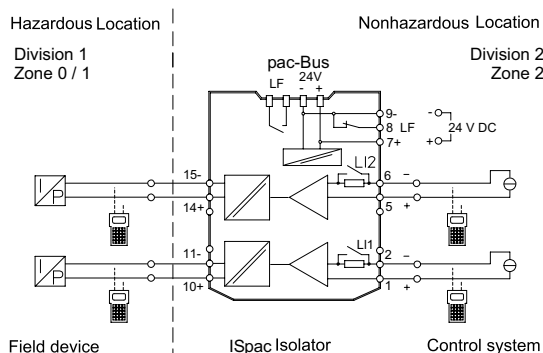 Hazardous Location
Nonhazardous Location
Division 1
Zone 0 / 1
Division 2
Zone 2
pac-Bus
LF
24V
- +
9-
8 LF
7+
-
+
24 V DC
LI2
15-
14+
6 –
5 +
I
P
LI1
11-
10+
2 –
1 +
I
P
Field device
ISpac Isolator
Control system